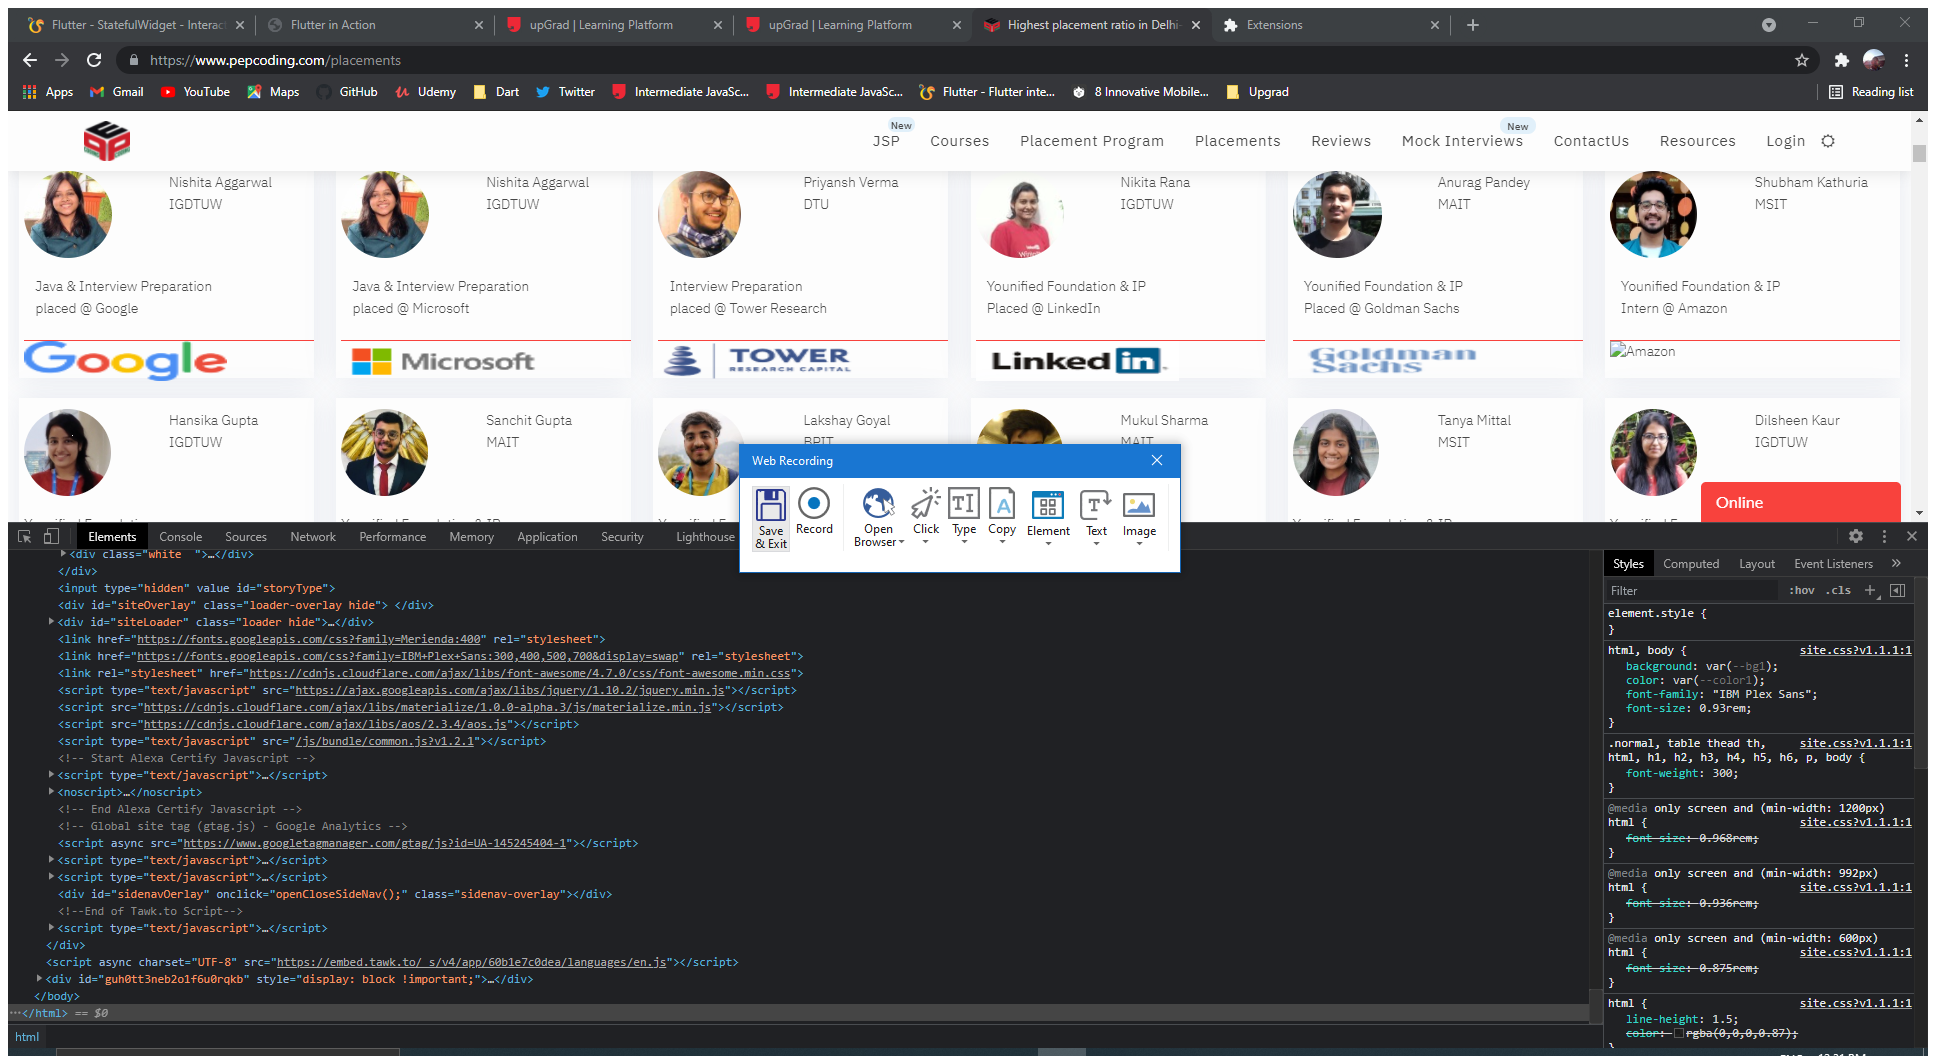 Flutter - StatefulWidget - Interac
Flutter in Action
upGrad | Learning Platform
upGrad | Learning Platform
Highest placement ratio in Delhi-
Extensions
https://www.pepcoding.com/placements
Apps
Gmail
YouTube
Maps
GitHub
Udemy
Dart
Twitter
Intermediate JavaSc...
Intermediate JavaSc...
Flutter - Flutter inte...
8 Innovative Mobile...
Upgrad
Reading list
JSP
New
Courses
Placement Program
Placements
Reviews
Mock Interviews
New
ContactUs
Resources
Login
Nishita Aggarwal
IGDTUW
Java & Interview Preparation
placed @ Google
Google
Nishita Aggarwal
IGDTUW
Java & Interview Preparation
placed @ Microsoft
Microsoft
Priyansh Verma
DTU
Interview Preparation
placed @ Tower Research
TOWER
RESEARCH CAPITAL
Nikita Rana
IGDTUW
Younified Foundation & IP
Placed @ LinkedIn
Linked in
Anurag Pandey
MAIT
Younified Foundation & IP
Placed @ Goldman Sachs
Goldman
Sachs
Shubham Kathuria
MSIT
Younified Foundation & IP
Intern @ Amazon
Amazon
Hansika Gupta
IGDTUW
Sanchit Gupta
MAIT
Lakshay Goyal
BPIT
Mukul Sharma
MAIT
Tanya Mittal
MSIT
Dilsheen Kaur
IGDTUW
Online
Web Recording
Save
& Exit
Record
Open
Browser
Click
Type
Copy
Element
Text
Image
Elements
Console
Sources
Network
Performance
Memory
Application
Security
Lighthouse
<div class="white  ">…</div>
</div>
<input type="hidden" value id="storyType">
<div id="siteOverlay" class="loader-overlay hide"> </div>
<div id="siteLoader" class="loader hide">…</div>
<link href="https://fonts.googleapis.com/css?family=Merienda:400" rel="stylesheet">
<link href="https://fonts.googleapis.com/css?family=IBM+Plex+Sans:300,400,500,700&display=swap" rel="stylesheet">
<link rel="stylesheet" href="https://cdnjs.cloudflare.com/ajax/libs/font-awesome/4.7.0/css/font-awesome.min.css">
<script type="text/javascript" src="https://ajax.googleapis.com/ajax/libs/jquery/1.10.2/jquery.min.js"></script>
<script src="https://cdnjs.cloudflare.com/ajax/libs/materialize/1.0.0-alpha.3/js/materialize.min.js"></script>
<script src="https://cdnjs.cloudflare.com/ajax/libs/aos/2.3.4/aos.js"></script>
<script type="text/javascript" src="/js/bundle/common.js?v1.2.1"></script>
<!-- Start Alexa Certify Javascript -->
<script type="text/javascript">…</script>
<noscript>…</noscript>
<!-- End Alexa Certify Javascript -->
<!-- Global site tag (gtag.js) - Google Analytics -->
<script async src="https://www.googletagmanager.com/gtag/js?id=UA-145245404-1"></script>
<script type="text/javascript">…</script>
<script type="text/javascript">…</script>
<div id="sidenavOerlay" onclick="openCloseSideNav();" class="sidenav-overlay"></div>
<!--End of Tawk.to Script-->
<script type="text/javascript">…</script>
</div>
<script async charset="UTF-8" src="https://embed.tawk.to/_s/v4/app/60b1e7c0dea/languages/en.js"></script>
<div id="guh0tt3neb2o1f6u0rqkb" style="display: block !important;">…</div>
</body>
</html> == $0
html
Styles
Computed
Layout
Event Listeners
Filter
:hov
.cls
element.style {
}
html, body { site.css?v1.1.1:1
background: var(--bg1);
color: var(--color1);
font-family: "IBM Plex Sans";
font-size: 0.93rem;
}
.normal, table thead th, site.css?v1.1.1:1
html, h1, h2, h3, h4, h5, h6, p, body {
font-weight: 300;
}
@media only screen and (min-width: 1200px)
html { site.css?v1.1.1:1
font-size: 0.968rem;
}
@media only screen and (min-width: 992px)
html { site.css?v1.1.1:1
font-size: 0.936rem;
}
@media only screen and (min-width: 600px)
html { site.css?v1.1.1:1
font-size: 0.875rem;
}
html { site.css?v1.1.1:1
line-height: 1.5;
color: rgba(0,0,0,0.87);